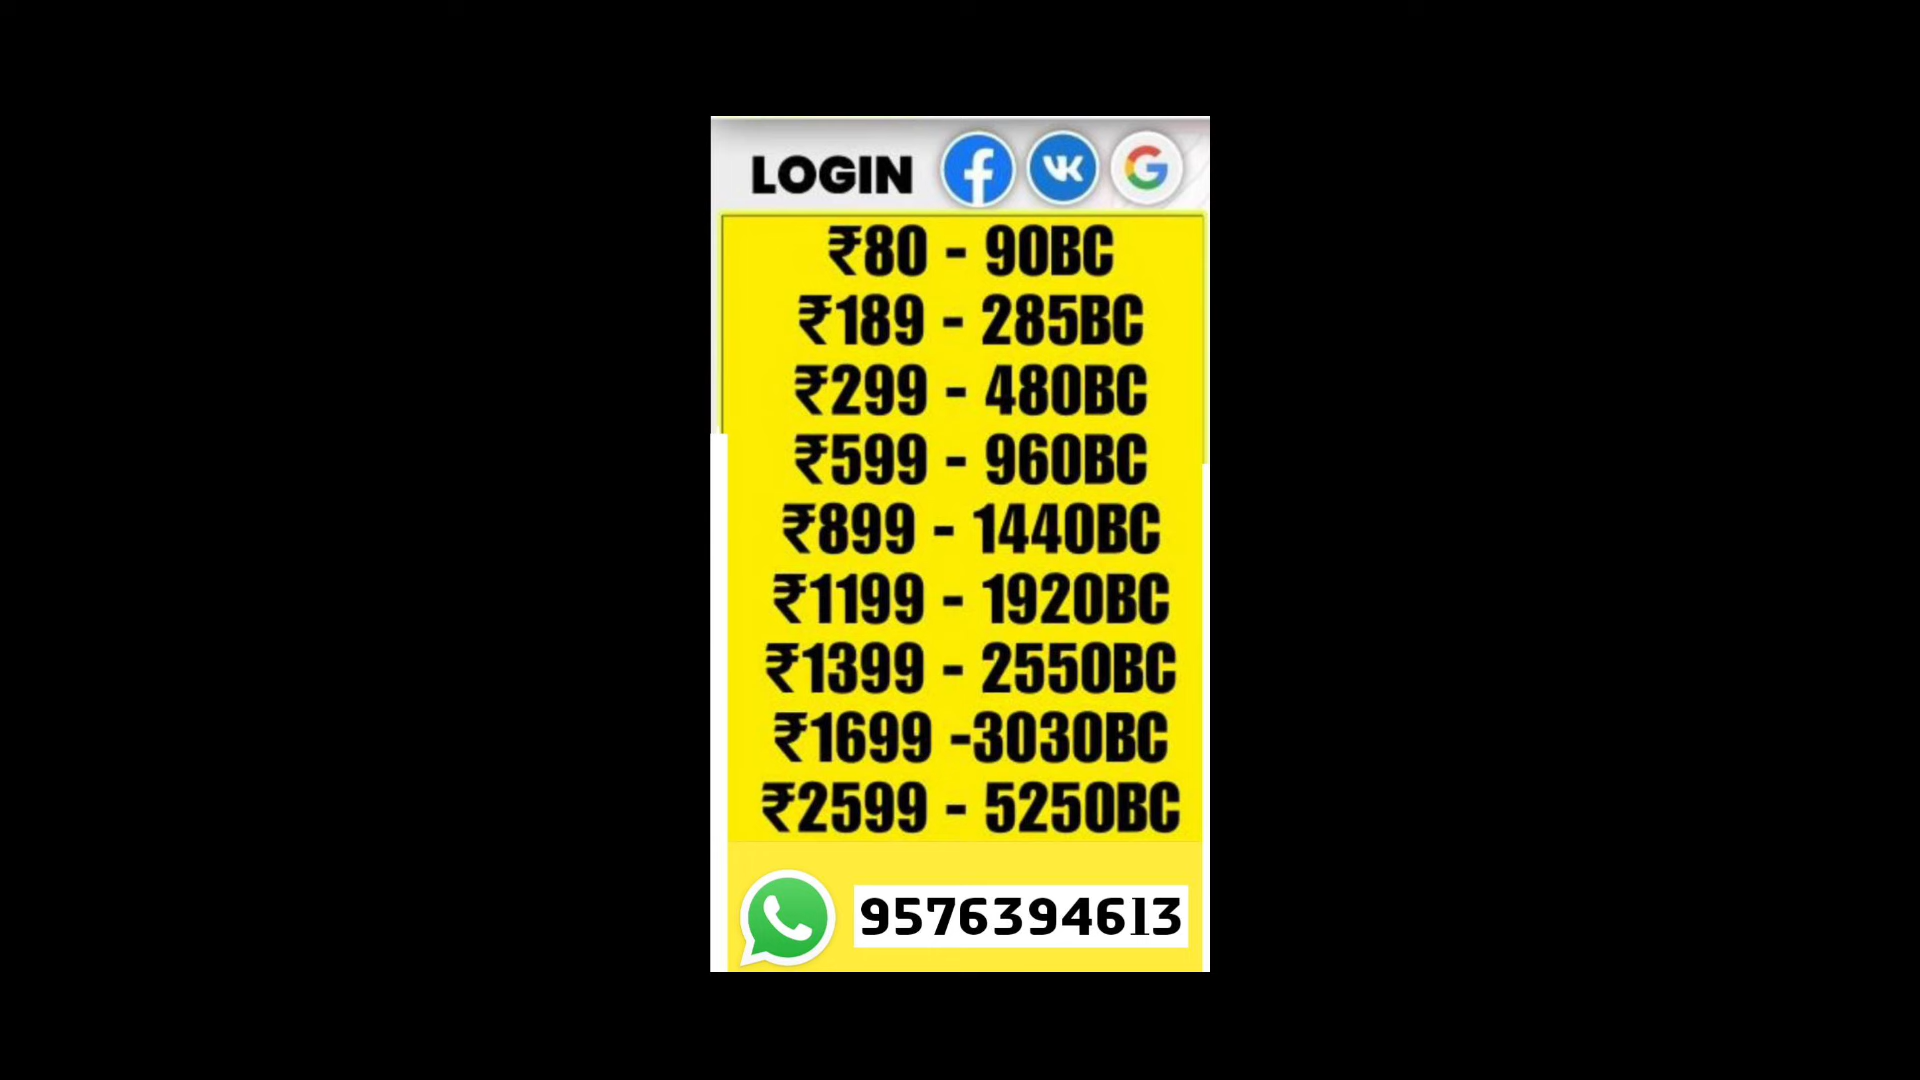 LOGIN
₹80 - 90BC
₹189 - 285BC
₹299 - 480BC
₹599 - 960BC
₹899 - 1440BC
₹1199 - 1920BC
₹1399 - 2550BC
₹1699 -3030BC
₹2599 - 5250BC
9576394613